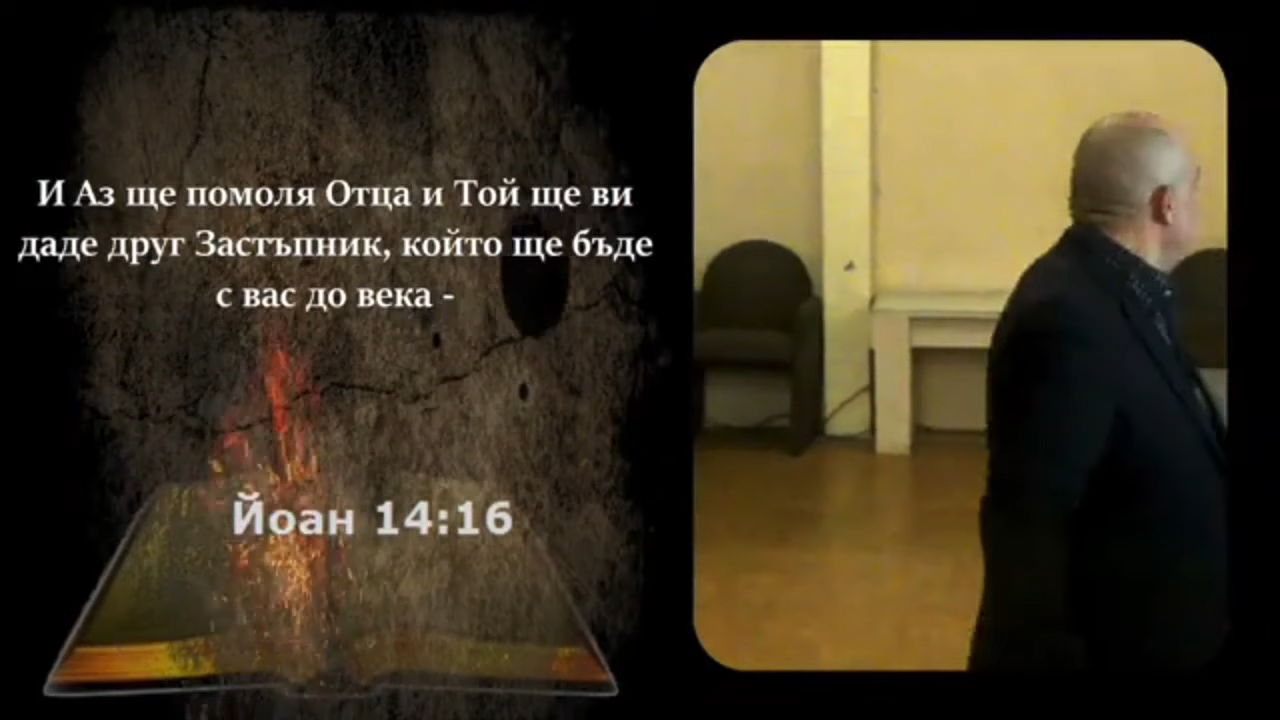 И Аз ще помоля Отца и Той ще ви
даде друг Застъпник, който ще бъде
с вас до века -
Йоан 14:16